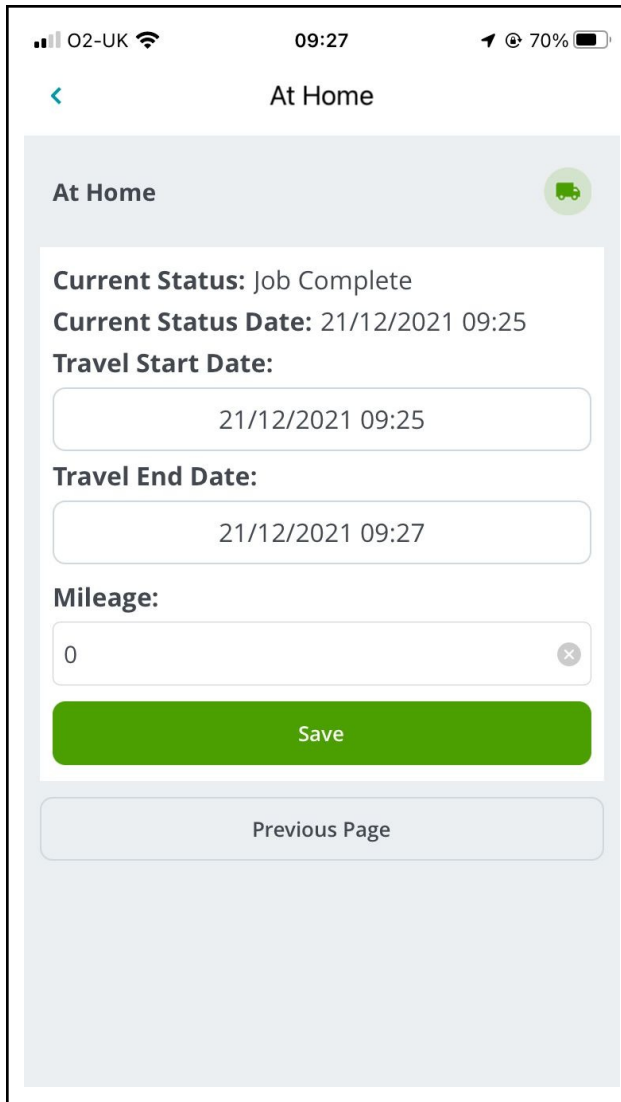 O2-UK 09:27 70%
At Home
At Home
Current Status: Job Complete
Current Status Date: 21/12/2021 09:25
Travel Start Date:
21/12/2021 09:25
Travel End Date:
21/12/2021 09:27
Mileage:
0
Save
Previous Page